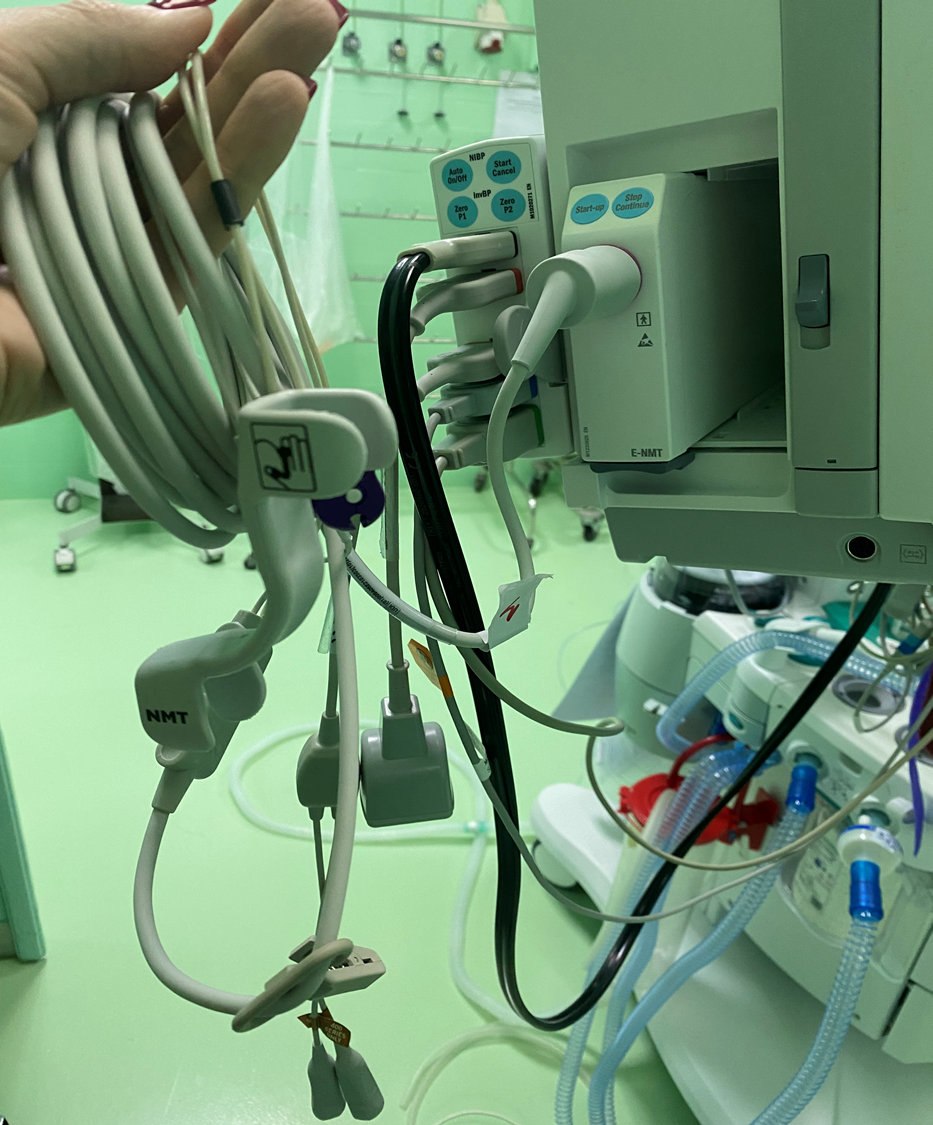 NIBP
Auto
On/Off
Start
Cancel
InvBP
Zero
P1
Zero
P2
Start-up
Stop
Continue
E-NMT
NMT